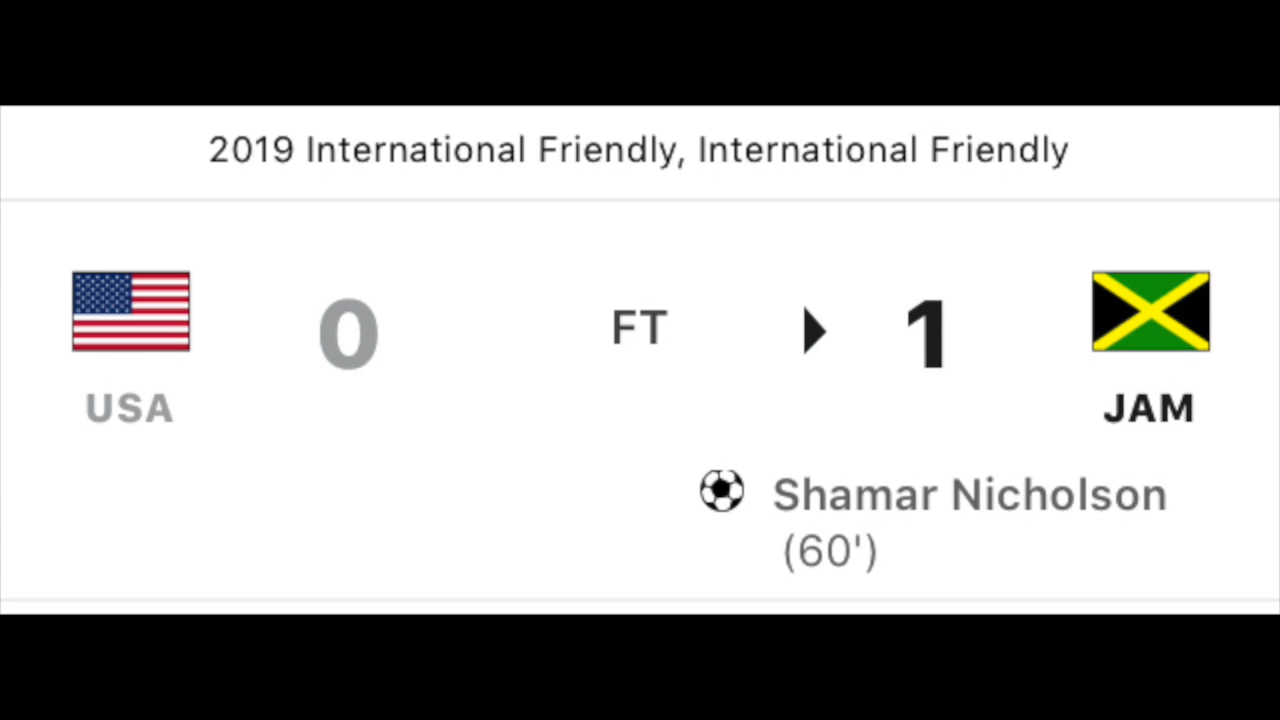 2019 International Friendly, International Friendly
0 FT 1
USA JAM
Shamar Nicholson
(60')